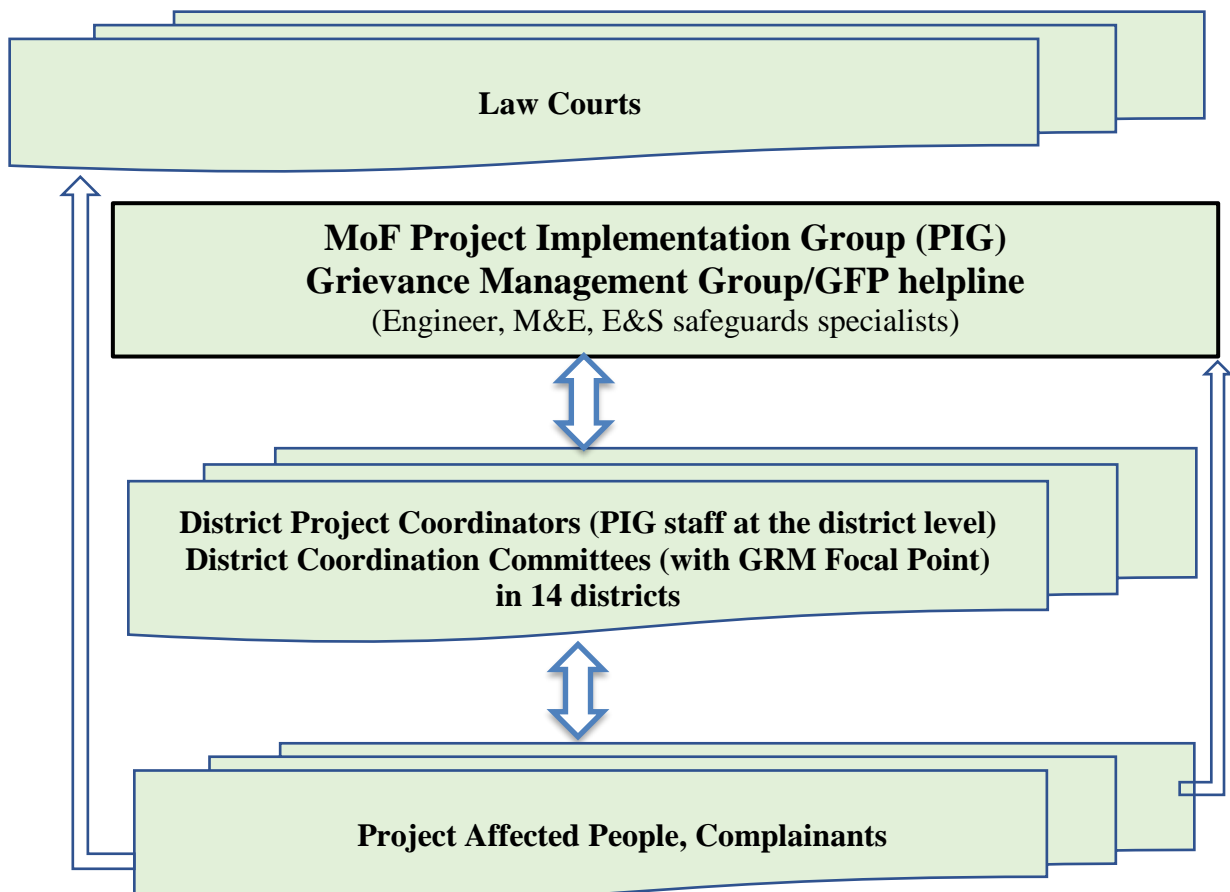 Law Courts
MoF Project Implementation Group (PIG)
Grievance Management Group/GFP helpline
(Engineer, M&E, E&S safeguards specialists)
District Project Coordinators (PIG staff at the district level)
District Coordination Committees (with GRM Focal Point)
in 14 districts
Project Affected People, Complainants